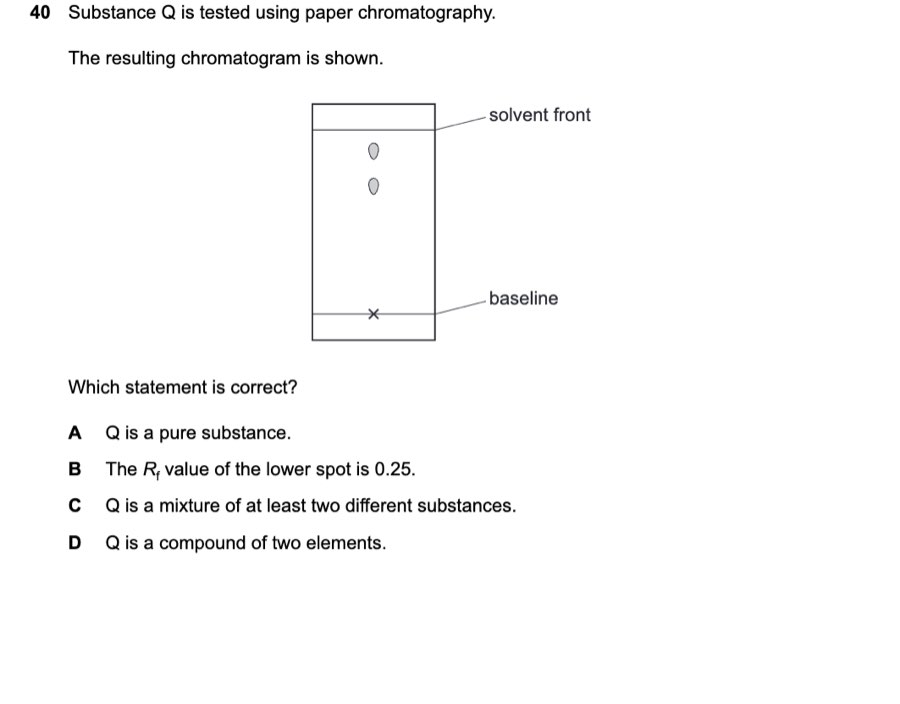 40 Substance Q is tested using paper chromatography.
The resulting chromatogram is shown.
solvent front
baseline
Which statement is correct?
A Q is a pure substance.
B The Rf value of the lower spot is 0.25.
C Q is a mixture of at least two different substances.
D Q is a compound of two elements.